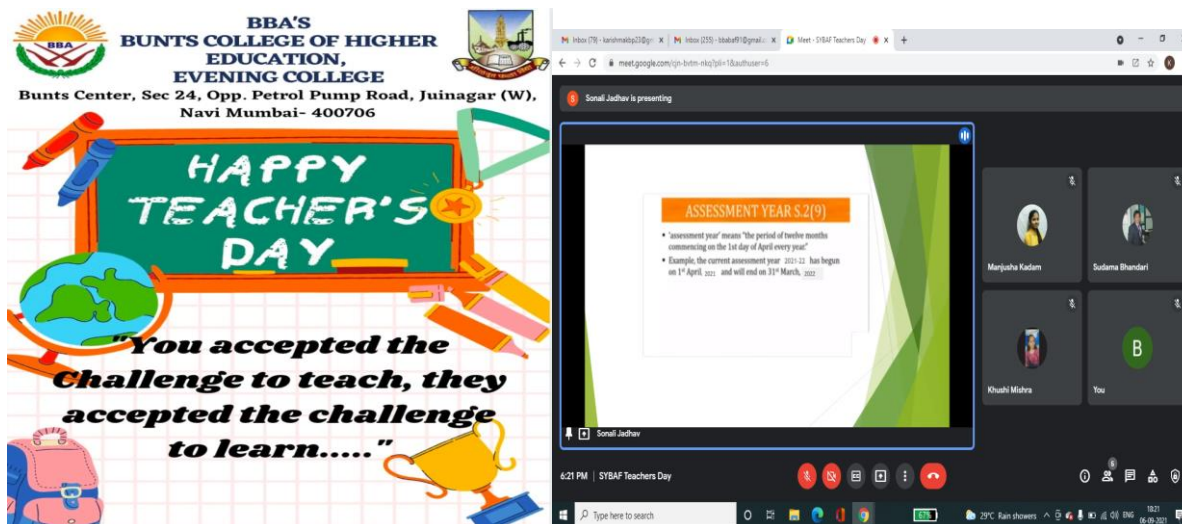 BBA
BBA'S
BUNTS COLLEGE OF HIGHER
EDUCATION,
EVENING COLLEGE
Bunts Center, Sec 24, Opp. Petrol Pump Road, Juinagar (W),
Navi Mumbai- 400706
HAPPY
TEACHER'S
DAY
"You accepted the
Challenge to teach, they
accepted the challenge
to learn....."
Meet - SYBAF Teachers Day
Sonali Jadhav is presenting
ASSESSMENT YEAR S.2(9)
• 'assessment year' means "the period of twelve months
commencing on the 1st day of April every year."
• Example, the current assessment year 2021-22 has begun
on 1st April, 2021 and will end on 31st March, 2022
Sonali Jadhav
Manjusha Kadam
Sudama Bhandari
Khushi Mishra
B
You
6:21 PM | SYBAF Teachers Day
6
Type here to search
67%
29°C Rain showers
ENG
18:21
06-09-2021